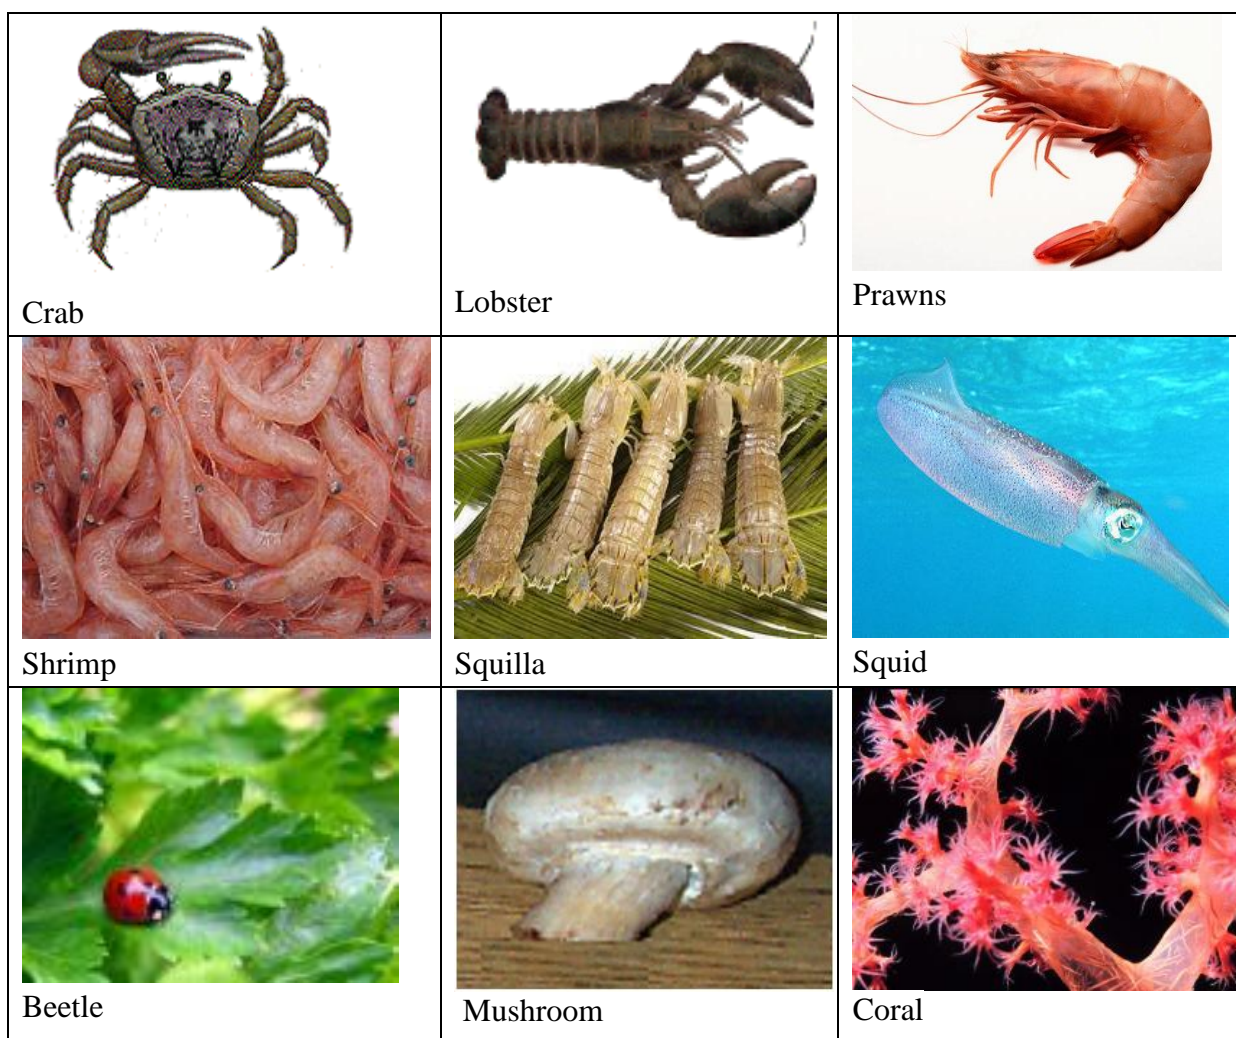 Crab
Lobster
Prawns
Shrimp
Squilla
Squid
Beetle
Mushroom
Coral